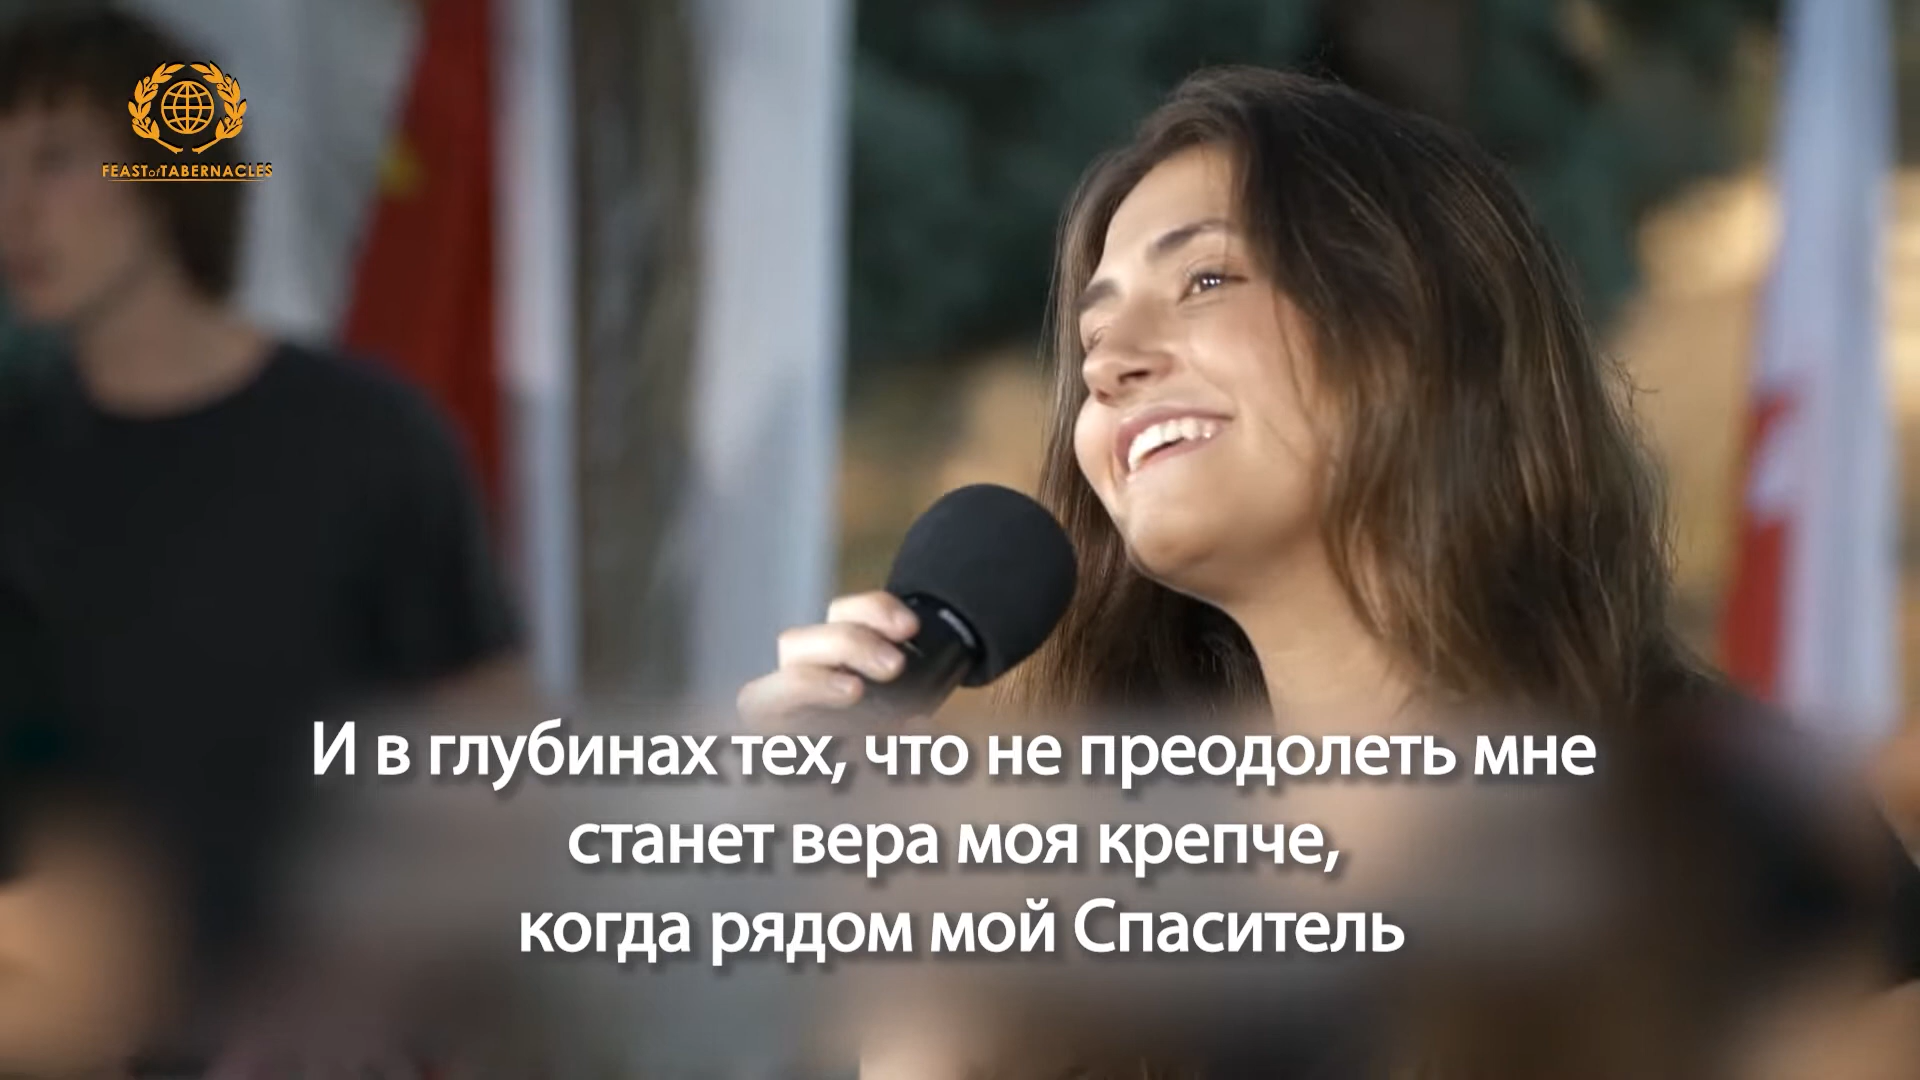 FEAST of TABERNACLES
И в глубинах тех, что не преодолеть мне
станет вера моя крепче,
когда рядом мой Спаситель